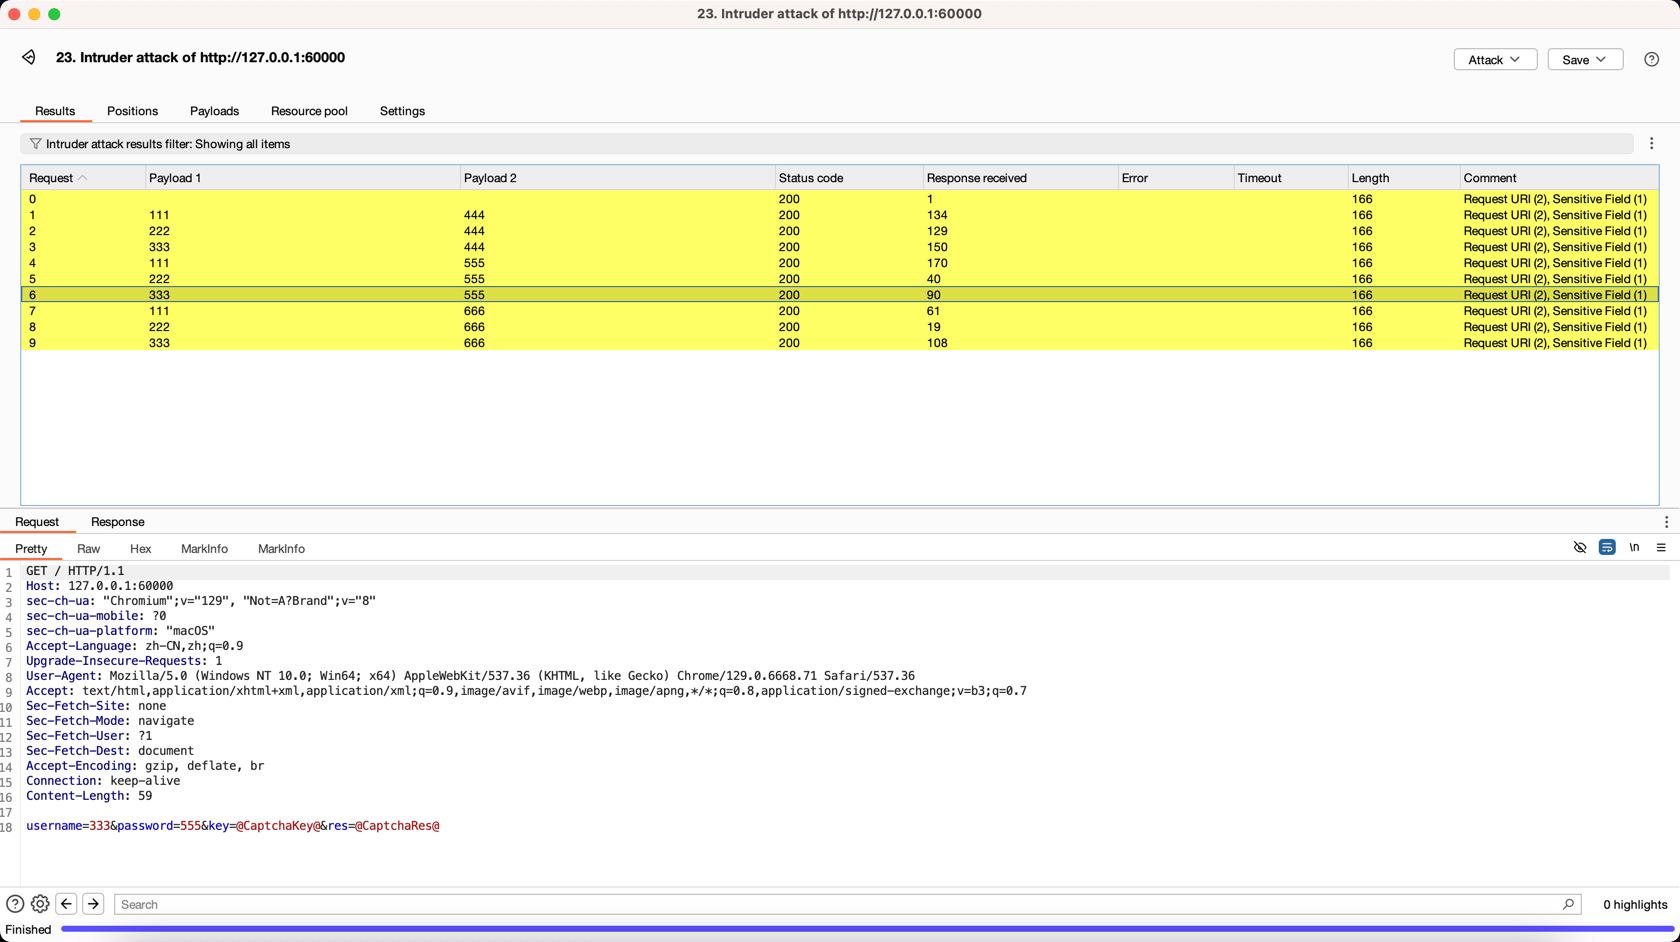 23. Intruder attack of http://127.0.0.1:60000
23. Intruder attack of http://127.0.0.1:60000
Attack
Save
Results Positions Payloads Resource pool Settings
Intruder attack results filter: Showing all items
Request Payload 1 Payload 2 Status code Response received Error Timeout Length Comment
0 200 1 166 Request URI (2), Sensitive Field (1)
1 111 444 200 134 166 Request URI (2), Sensitive Field (1)
2 222 444 200 129 166 Request URI (2), Sensitive Field (1)
3 333 444 200 150 166 Request URI (2), Sensitive Field (1)
4 111 555 200 170 166 Request URI (2), Sensitive Field (1)
5 222 555 200 40 166 Request URI (2), Sensitive Field (1)
6 333 555 200 90 166 Request URI (2), Sensitive Field (1)
7 111 666 200 61 166 Request URI (2), Sensitive Field (1)
8 222 666 200 19 166 Request URI (2), Sensitive Field (1)
9 333 666 200 108 166 Request URI (2), Sensitive Field (1)
Request Response
Pretty Raw Hex MarkInfo MarkInfo \n
1 GET / HTTP/1.1
2 Host: 127.0.0.1:60000
3 sec-ch-ua: "Chromium";v="129", "Not=A?Brand";v="8"
4 sec-ch-ua-mobile: ?0
5 sec-ch-ua-platform: "macOS"
6 Accept-Language: zh-CN,zh;q=0.9
7 Upgrade-Insecure-Requests: 1
8 User-Agent: Mozilla/5.0 (Windows NT 10.0; Win64; x64) AppleWebKit/537.36 (KHTML, like Gecko) Chrome/129.0.6668.71 Safari/537.36
9 Accept: text/html,application/xhtml+xml,application/xml;q=0.9,image/avif,image/webp,image/apng,*/*;q=0.8,application/signed-exchange;v=b3;q=0.7
10 Sec-Fetch-Site: none
11 Sec-Fetch-Mode: navigate
12 Sec-Fetch-User: ?1
13 Sec-Fetch-Dest: document
14 Accept-Encoding: gzip, deflate, br
15 Connection: keep-alive
16 Content-Length: 59
17
18 username=333&password=555&key=@CaptchaKey@&res=@CaptchaRes@
Search
0 highlights
Finished